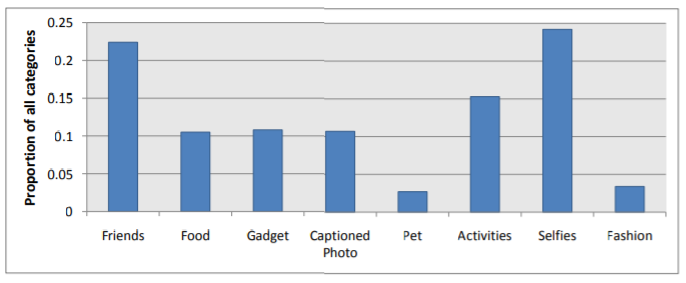 Proportion of all categories
0.25
0.2
0.15
0.1
0.05
0
Friends
Food
Gadget
Captioned
Photo
Pet
Activities
Selfies
Fashion